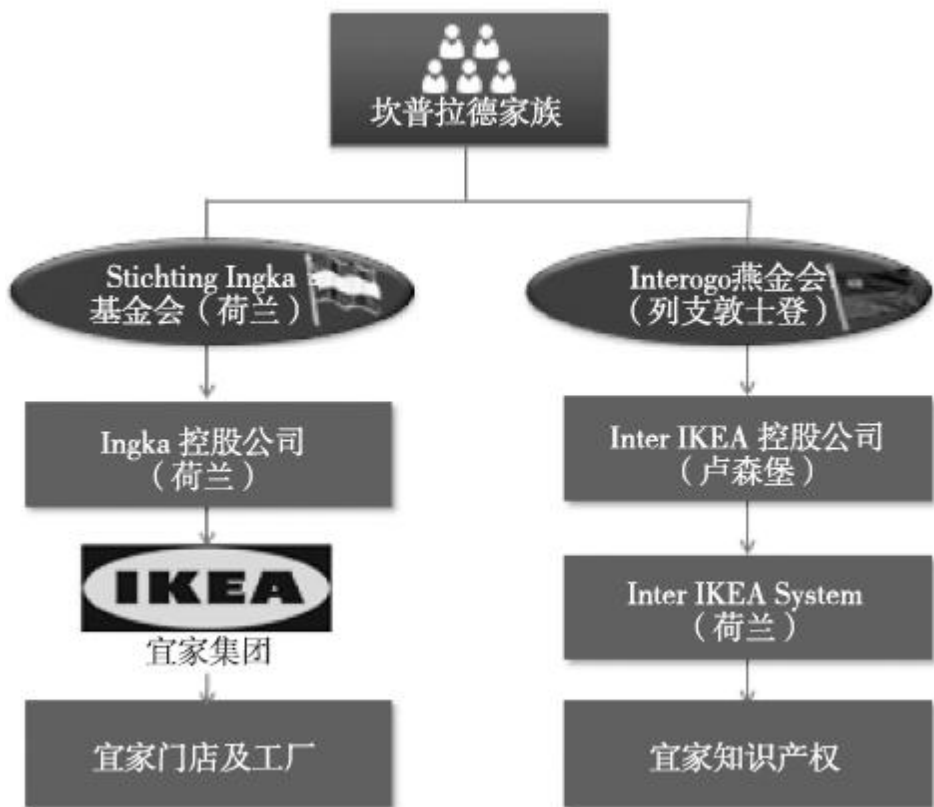 坎普拉德家族
Stichting Ingka
基金会（荷兰）
Interogo燕金会
（列支敦士登）
Ingka 控股公司
（荷兰）
Inter IKEA 控股公司
（卢森堡）
IKEA
宜家集团
Inter IKEA System
（荷兰）
宜家门店及工厂
宜家知识产权